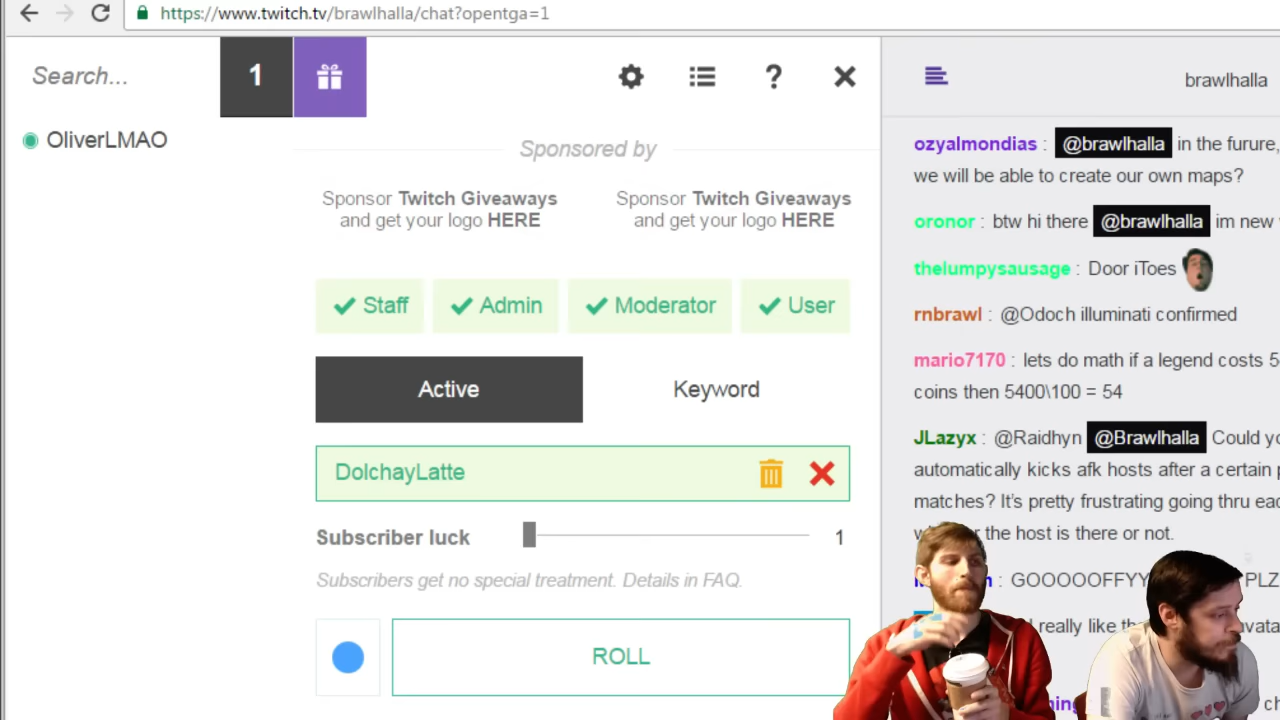 https://www.twitch.tv/brawlhalla/chat?opentga=1
Search...
1
OliverLMAO
Sponsored by
Sponsor Twitch Giveaways
and get your logo HERE
Sponsor Twitch Giveaways
and get your logo HERE
Staff
Admin
Moderator
User
Active
Keyword
DolchayLatte
Subscriber luck
1
Subscribers get no special treatment. Details in FAQ.
ROLL
brawlhalla
ozyalmondias : @brawlhalla in the furure,
we will be able to create our own maps?
oronor : btw hi there @brawlhalla im new
thelumpysausage : Door iToes
rnbrawl : @Odoch illuminati confirmed
mario7170 : lets do math if a legend costs 5
coins then 5400\100 = 54
JLazyx : @Raidhyn @Brawlhalla Could
automatically kicks afk hosts after a certain
matches? It's pretty frustrating going thru
the host is there or not.
: GOOOOOFFYY PLZ
really like